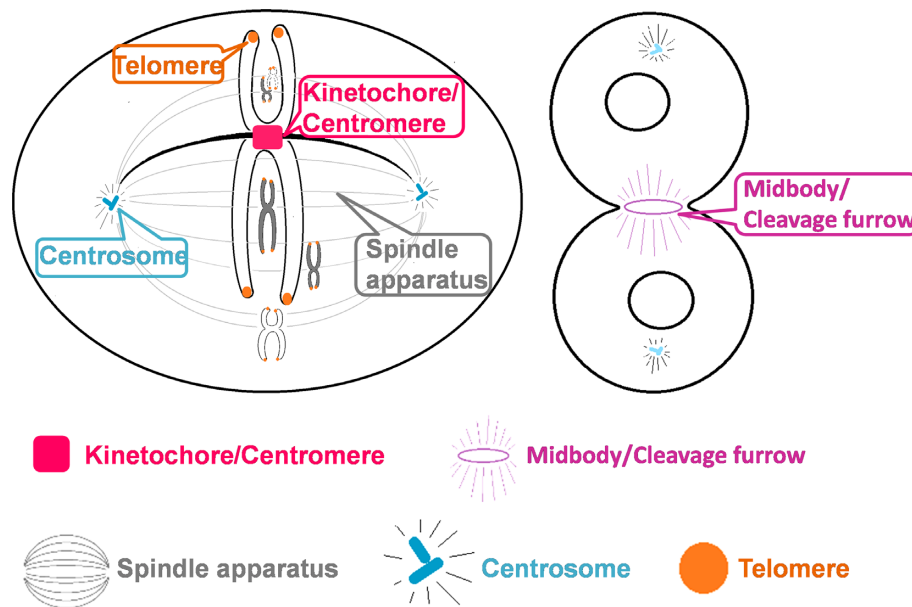 Telomere
Kinetochore/
Centromere
Midbody/
Cleavage furrow
Centrosome
Spindle
apparatus
Kinetochore/Centromere
Midbody/Cleavage furrow
Spindle apparatus
Centrosome
Telomere